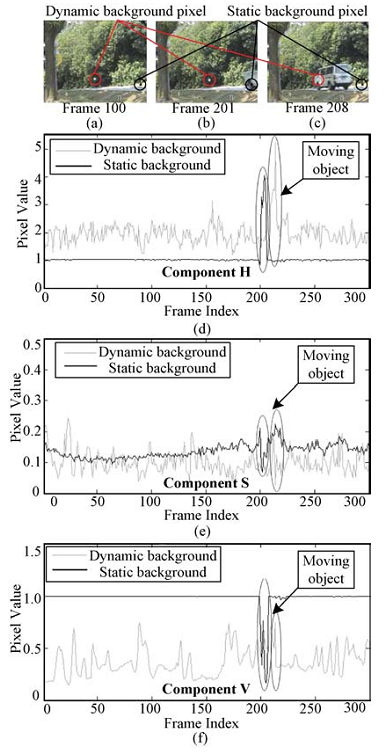 Dynamic background pixel Static background pixel
Frame 100 Frame 201 Frame 208
(a) (b) (c)
5
4
3
2
1
0
Pixel Value
Dynamic background
Static background
Moving
object
Component H
0 50 100 150 200 250 300
Frame Index
(d)
0.5
0.4
0.3
0.2
0.1
0
Pixel Value
Dynamic background
Static background
Moving
object
Component S
0 50 100 150 200 250 300
Frame Index
(e)
1.5
1.0
0.5
0.0
Pixel Value
Dynamic background
Static background
Moving
object
Component V
0 50 100 150 200 250 300
Frame Index
(f)